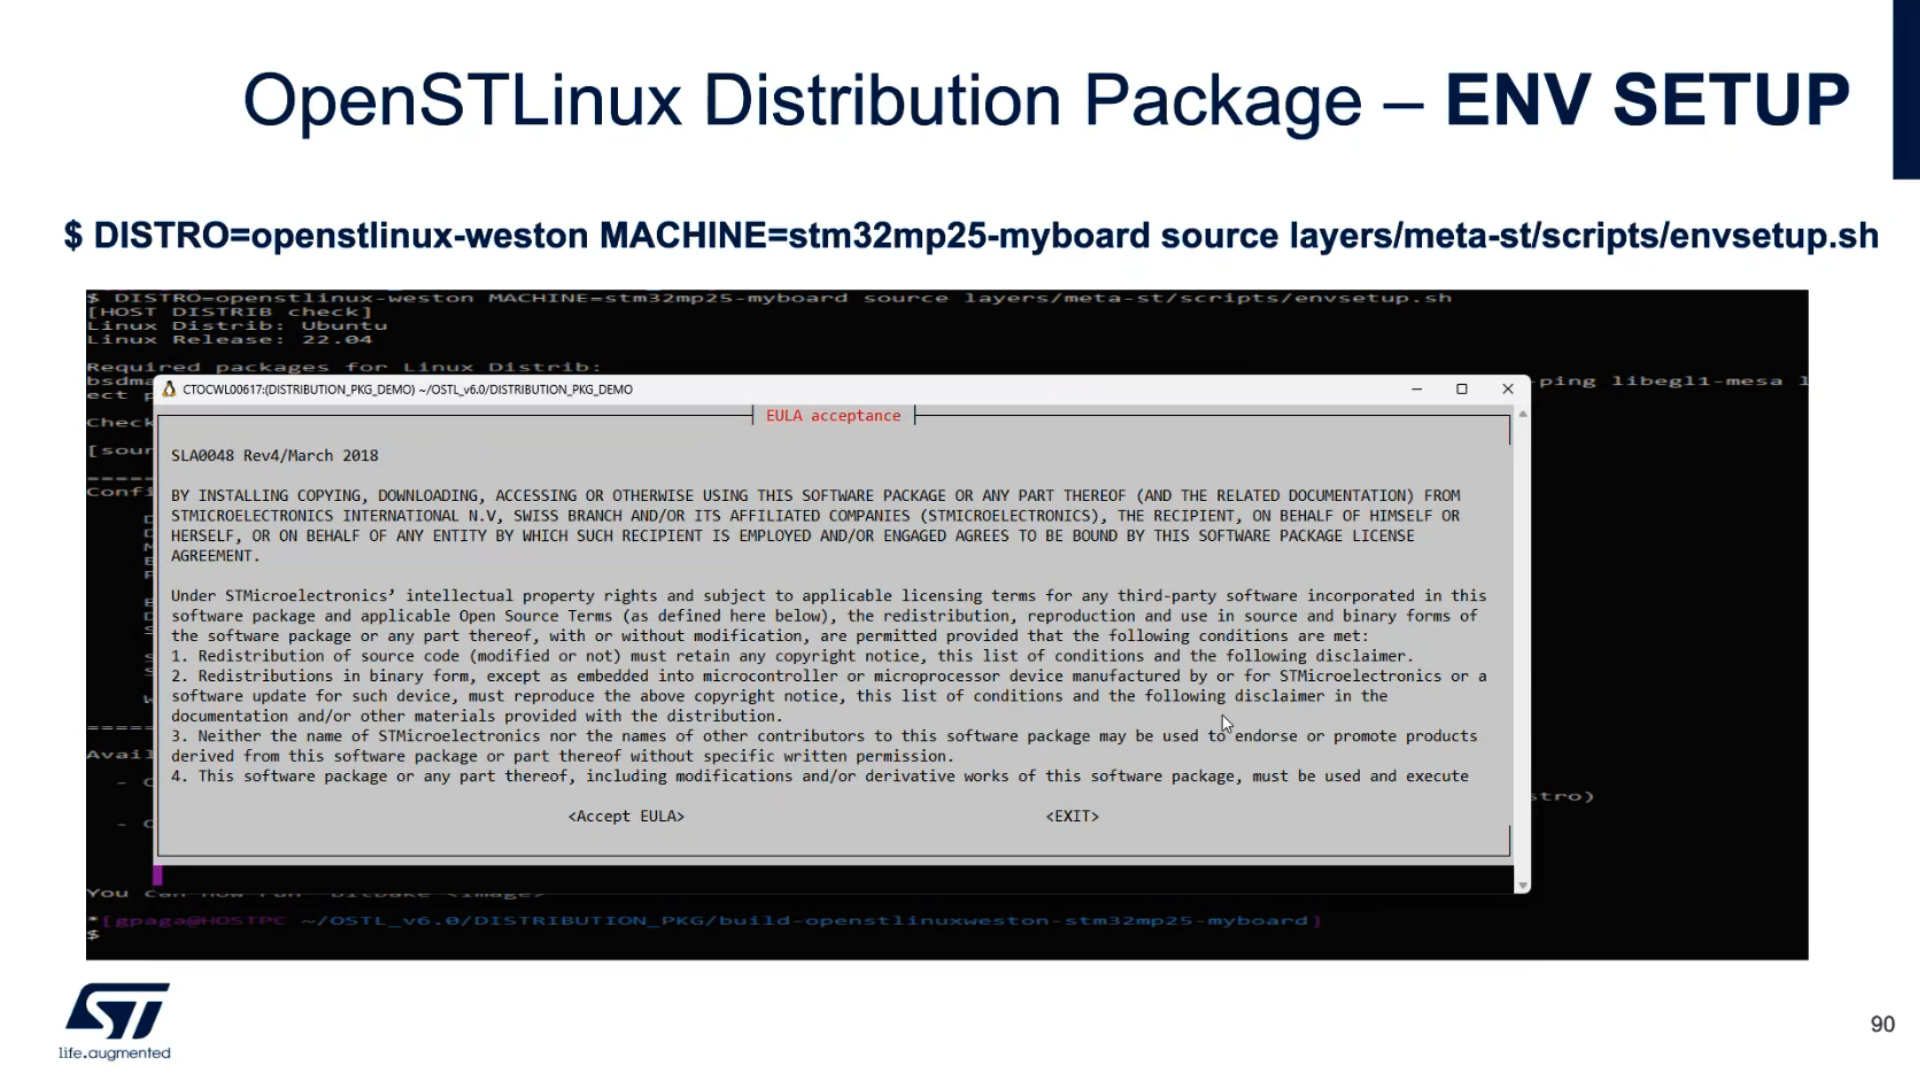 OpenSTLinux Distribution Package – ENV SETUP
$ DISTRO=openstlinux-weston MACHINE=stm32mp25-myboard source layers/meta-st/scripts/envsetup.sh
$ DISTRO=openstlinux-weston MACHINE=stm32mp25-myboard source layers/meta-st/scripts/envsetup.sh
[HOST DISTRIB check]
Linux Distrib: Ubuntu
Linux Release: 22.04
Required packages for Linux Distrib:
bsdma
-ping libegl1-mesa l
ect p
Check
[sour
Confi
Avail
stro)
CTOCWL00617:(DISTRIBUTION_PKG_DEMO) ~/OSTL_v6.0/DISTRIBUTION_PKG_DEMO
EULA acceptance
SLA0048 Rev4/March 2018
BY INSTALLING COPYING, DOWNLOADING, ACCESSING OR OTHERWISE USING THIS SOFTWARE PACKAGE OR ANY PART THEREOF (AND THE RELATED DOCUMENTATION) FROM
STMICROELECTRONICS INTERNATIONAL N.V, SWISS BRANCH AND/OR ITS AFFILIATED COMPANIES (STMICROELECTRONICS), THE RECIPIENT, ON BEHALF OF HIMSELF OR
HERSELF, OR ON BEHALF OF ANY ENTITY BY WHICH SUCH RECIPIENT IS EMPLOYED AND/OR ENGAGED AGREES TO BE BOUND BY THIS SOFTWARE PACKAGE LICENSE
AGREEMENT.
Under STMicroelectronics’ intellectual property rights and subject to applicable licensing terms for any third-party software incorporated in this
software package and applicable Open Source Terms (as defined here below), the redistribution, reproduction and use in source and binary forms of
the software package or any part thereof, with or without modification, are permitted provided that the following conditions are met:
1. Redistribution of source code (modified or not) must retain any copyright notice, this list of conditions and the following disclaimer.
2. Redistributions in binary form, except as embedded into microcontroller or microprocessor device manufactured by or for STMicroelectronics or a
software update for such device, must reproduce the above copyright notice, this list of conditions and the following disclaimer in the
documentation and/or other materials provided with the distribution.
3. Neither the name of STMicroelectronics nor the names of other contributors to this software package may be used to endorse or promote products
derived from this software package or part thereof without specific written permission.
4. This software package or any part thereof, including modifications and/or derivative works of this software package, must be used and execute
<Accept EULA> <EXIT>
You can now run
*[gpaga@HOSTPC ~/OSTL_v6.0/DISTRIBUTION_PKG/build-openstlinuxweston-stm32mp25-myboard]
$
ST
life.augmented
90